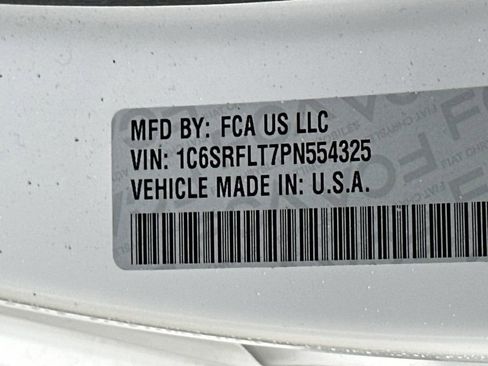 MFD BY: FCA US LLC
VIN: 1C6SRFLT7PN554325
VEHICLE MADE IN: U.S.A.